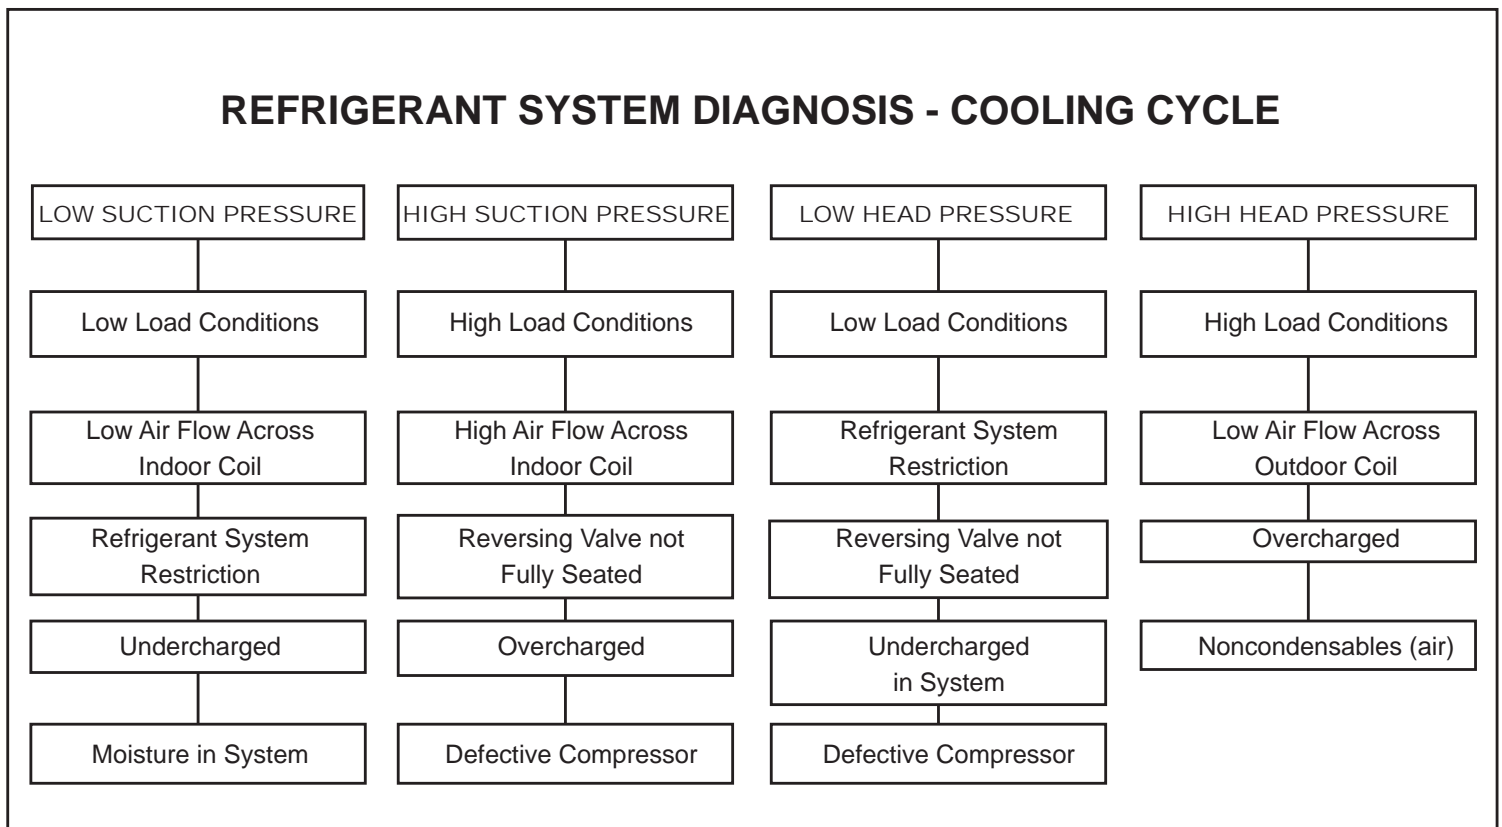 REFRIGERANT SYSTEM DIAGNOSIS - COOLING CYCLE
LOW SUCTION PRESSURE
Low Load Conditions
Low Air Flow Across
Indoor Coil
Refrigerant System
Restriction
Undercharged
Moisture in System
HIGH SUCTION PRESSURE
High Load Conditions
High Air Flow Across
Indoor Coil
Reversing Valve not
Fully Seated
Overcharged
Defective Compressor
LOW HEAD PRESSURE
Low Load Conditions
Refrigerant System
Restriction
Reversing Valve not
Fully Seated
Undercharged
in System
Defective Compressor
HIGH HEAD PRESSURE
High Load Conditions
Low Air Flow Across
Outdoor Coil
Overcharged
Noncondensables (air)